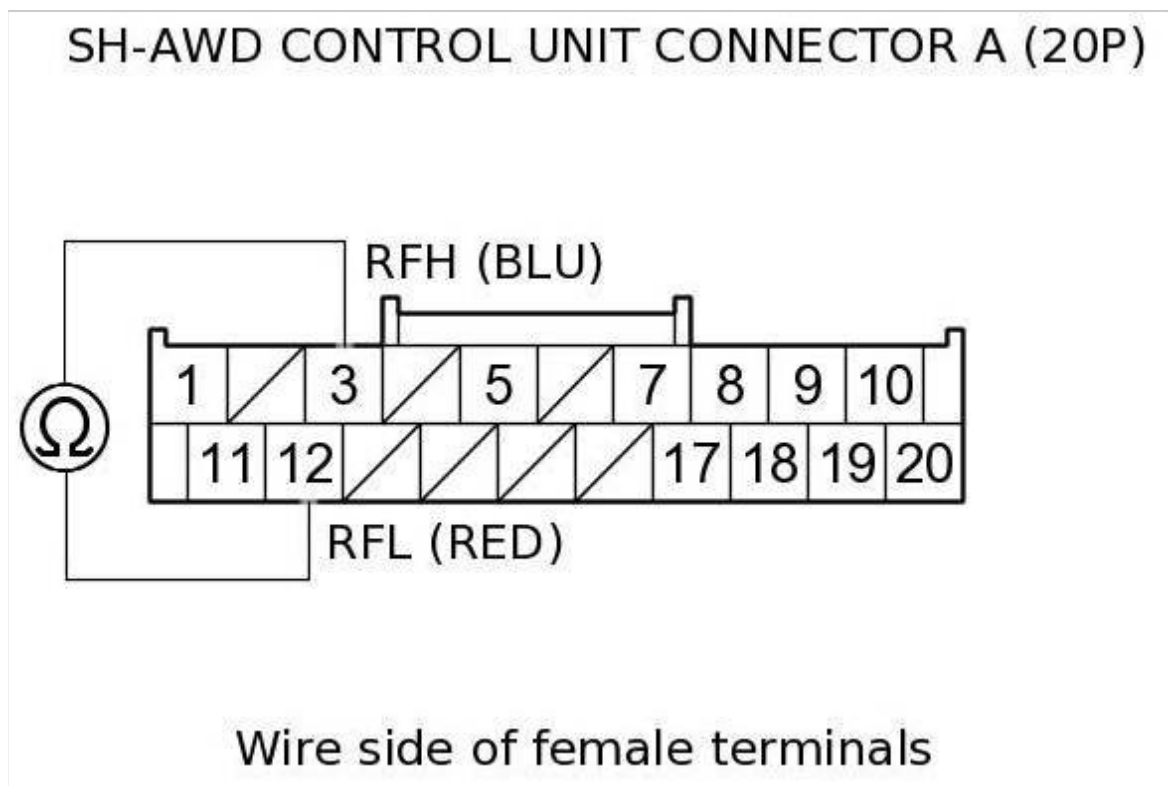 SH-AWD CONTROL UNIT CONNECTOR A (20P)
RFH (BLU)
1 3 5 7 8 9 10
Ω
11 12 17 18 19 20
RFL (RED)
Wire side of female terminals